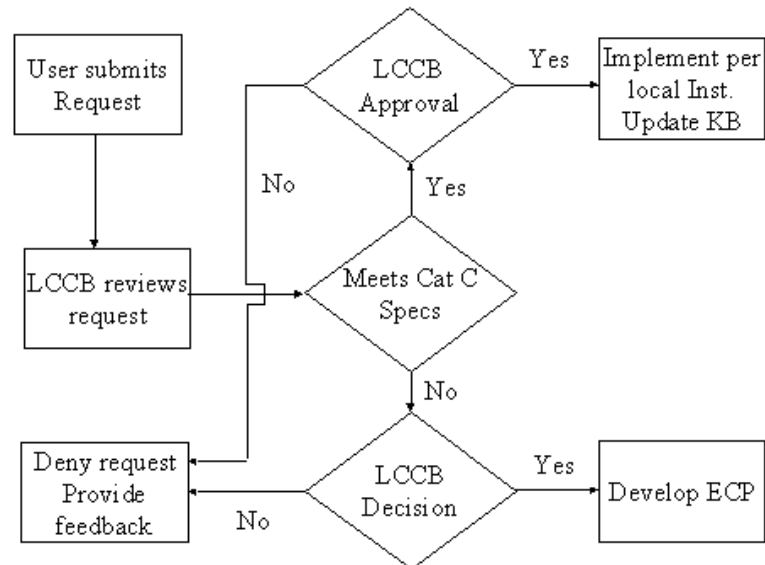 User submits
Request
LCCB
Approval
Yes
Implement per
local Inst.
Update KB
No
Yes
LCCB reviews
request
Meets Cat C
Specs
No
Deny request
Provide
feedback
No
LCCB
Decision
Yes
Develop ECP